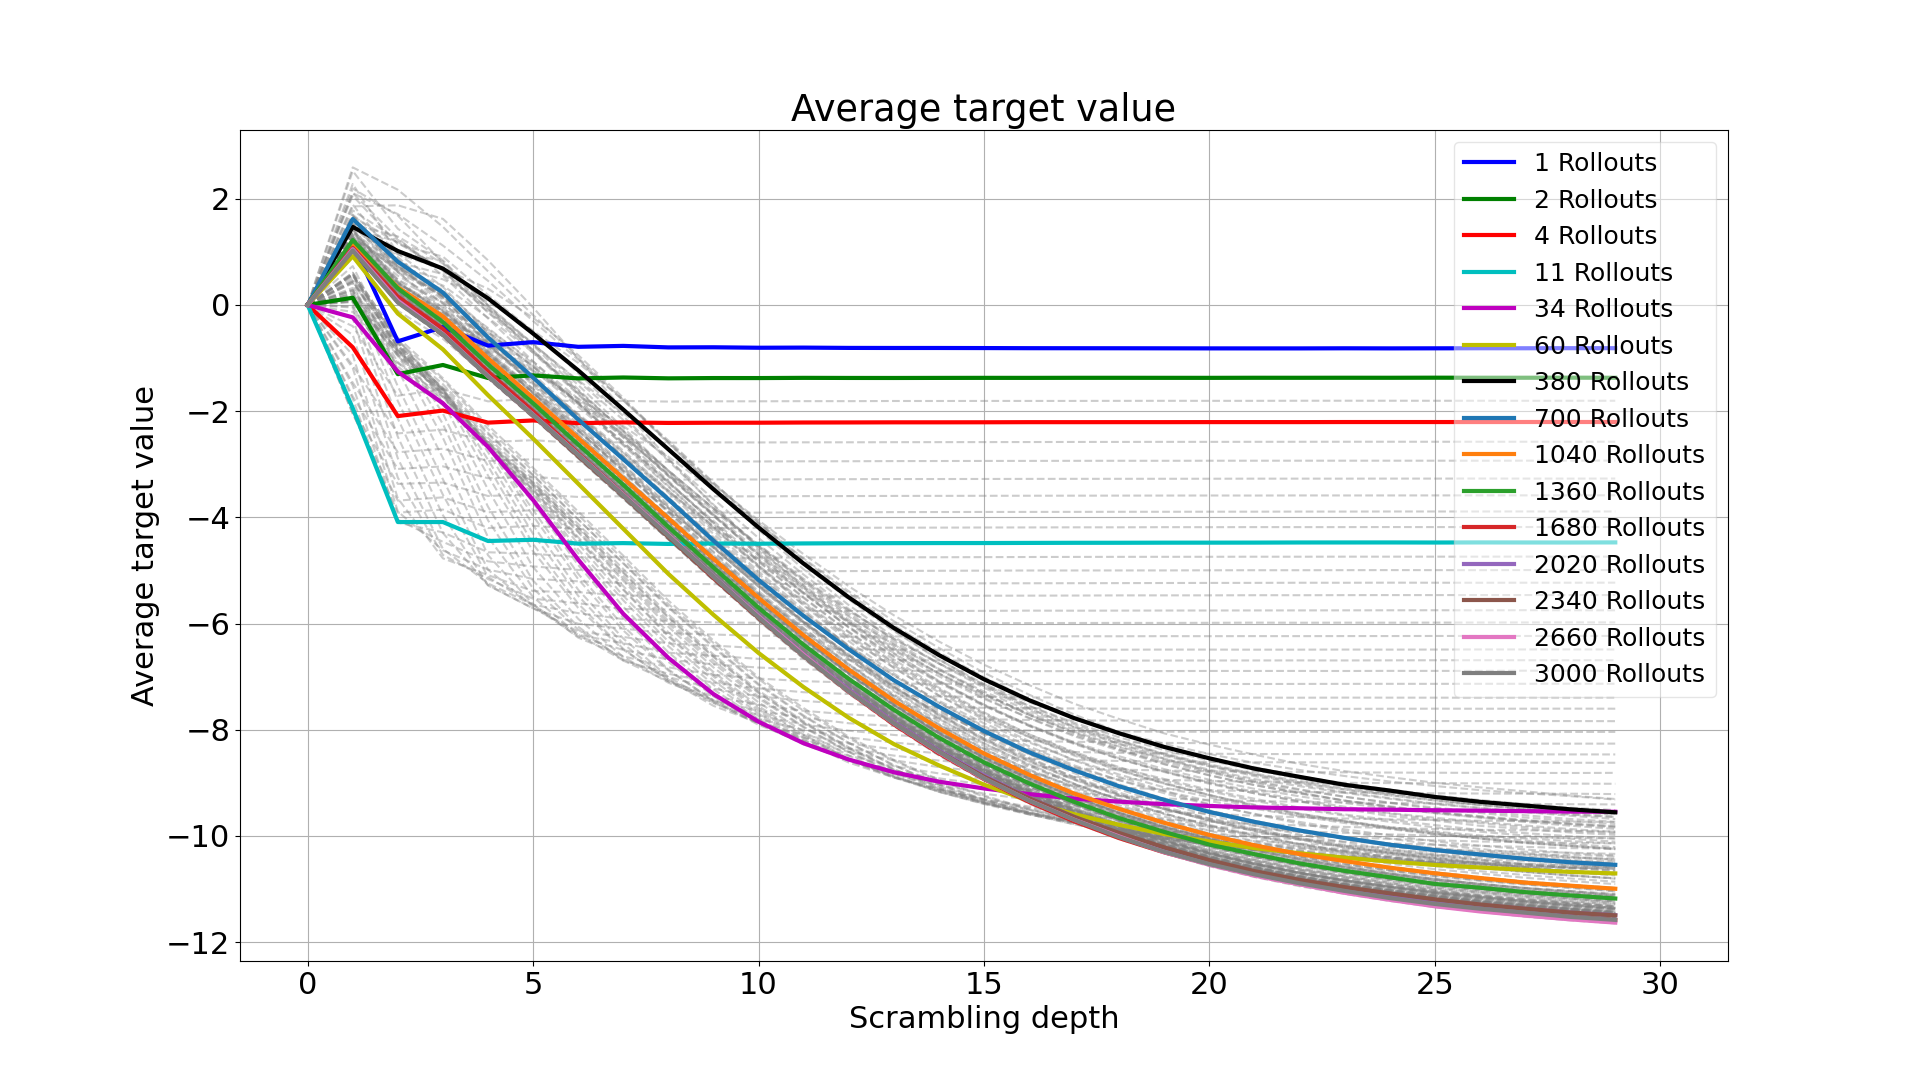 Average target value
2
0
−2
−4
−6
−8
−10
−12
Average target value
0
5
10
15
20
25
30
Scrambling depth
1 Rollouts
2 Rollouts
4 Rollouts
11 Rollouts
34 Rollouts
60 Rollouts
380 Rollouts
700 Rollouts
1040 Rollouts
1360 Rollouts
1680 Rollouts
2020 Rollouts
2340 Rollouts
2660 Rollouts
3000 Rollouts